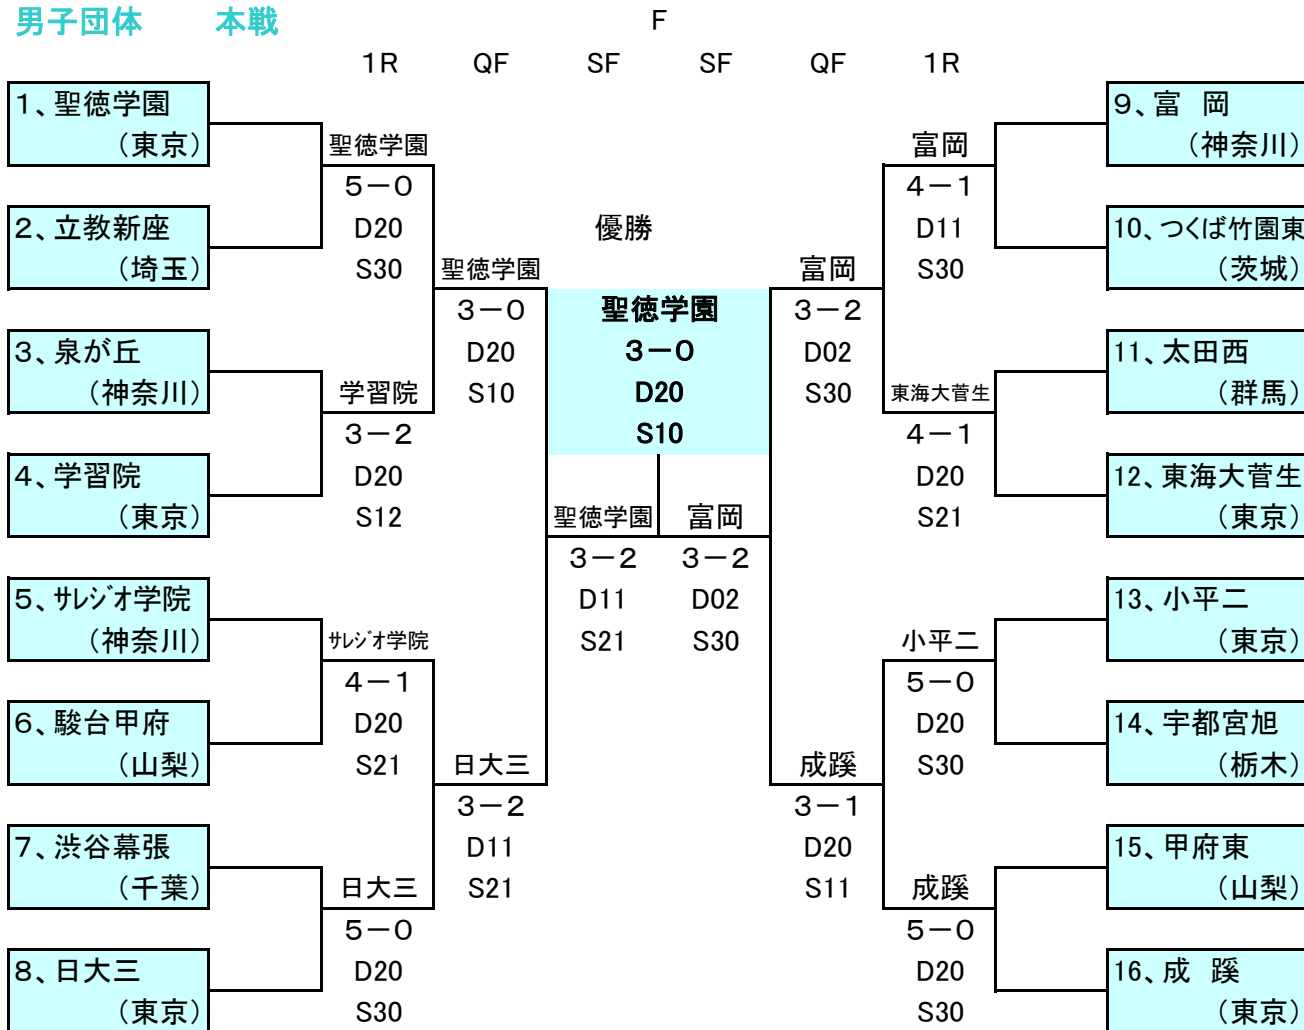 男子団体 本戦
F
1R QF SF SF QF 1R
1、聖徳学園
（東京）
2、立教新座
（埼玉）
3、泉が丘
（神奈川）
4、学習院
（東京）
5、サレジオ学院
（神奈川）
6、駿台甲府
（山梨）
7、渋谷幕張
（千葉）
8、日大三
（東京）
聖徳学園
5－0
D20
S30
学習院
3－2
D20
S12
サレジオ学院
4－1
D20
S21
日大三
5－0
D20
S30
聖徳学園
3－0
D20
S10
日大三
3－2
D11
S21
聖徳学園
3－2
D11
S21
優勝
聖徳学園
3－0
D20
S10
富岡
3－2
D02
S30
富岡
3－2
D02
S30
成蹊
3－1
D20
S11
富岡
4－1
D11
S30
東海大菅生
4－1
D20
S21
小平二
5－0
D20
S30
成蹊
5－0
D20
S30
9、富 岡
（神奈川）
10、つくば竹園東
（茨城）
11、太田西
（群馬）
12、東海大菅生
（東京）
13、小平二
（東京）
14、宇都宮旭
（栃木）
15、甲府東
（山梨）
16、成 蹊
（東京）